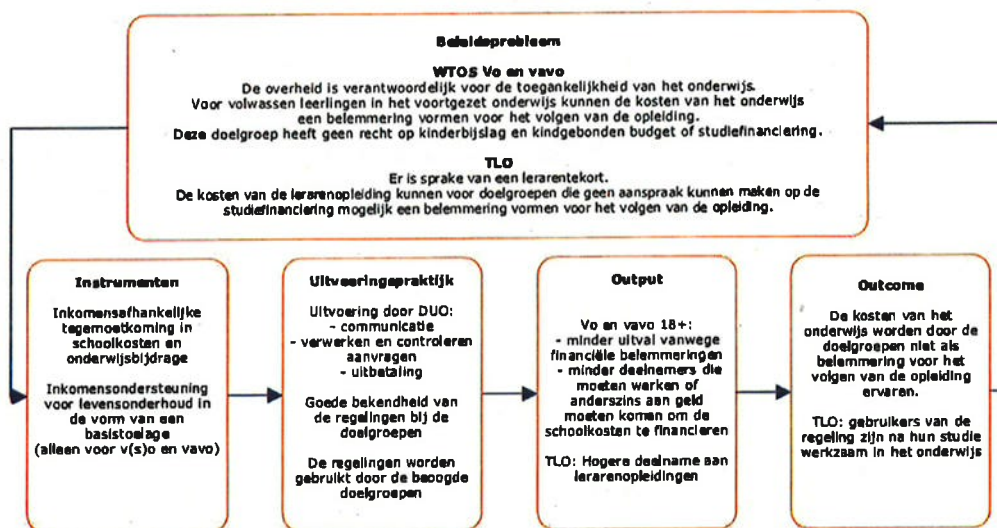 Beleidsprobleem
WTOS Vo en vavo
De overheid is verantwoordelijk voor de toegankelijkheid van het onderwijs.
Voor volwassen leerlingen in het voortgezet onderwijs kunnen de kosten van het onderwijs
een belemmering vormen voor het volgen van de opleiding.
Deze doelgroep heeft geen recht op kinderbijslag en kindgebonden budget of studiefinanciering.
TLO
Er is sprake van een lerarentekort.
De kosten van de lerarenopleiding kunnen voor doelgroepen die geen aanspraak kunnen maken op de
studiefinanciering mogelijk een belemmering vormen voor het volgen van de opleiding.
Instrumenten
Inkomensafhankelijke
tegemoetkoming in
schoolkosten en
onderwijsbijdrage
Inkomensondersteuning
voor levensonderhoud in
de vorm van een
basistoelage
(alleen voor v(s)o en vavo)
Uitvoeringspraktijk
Uitvoering door DUO:
- communicatie
- verwerken en controleren
aanvragen
- uitbetaling
Goede bekendheid van
de regelingen bij de
doelgroepen
De regelingen worden
gebruikt door de beoogde
doelgroepen
Output
Vo en vavo 18+:
- minder uitval vanwege
financiële belemmeringen
- minder deelnemers die
moeten werken of
anderszins aan geld
moeten komen om de
schoolkosten te financieren
TLO: Hogere deelname aan
lerarenopleidingen
Outcome
De kosten van het
onderwijs worden door de
doelgroepen niet als
belemmering voor het
volgen van de opleiding
ervaren.
TLO: gebruikers van de
regeling zijn na hun studie
werkzaam in het onderwijs